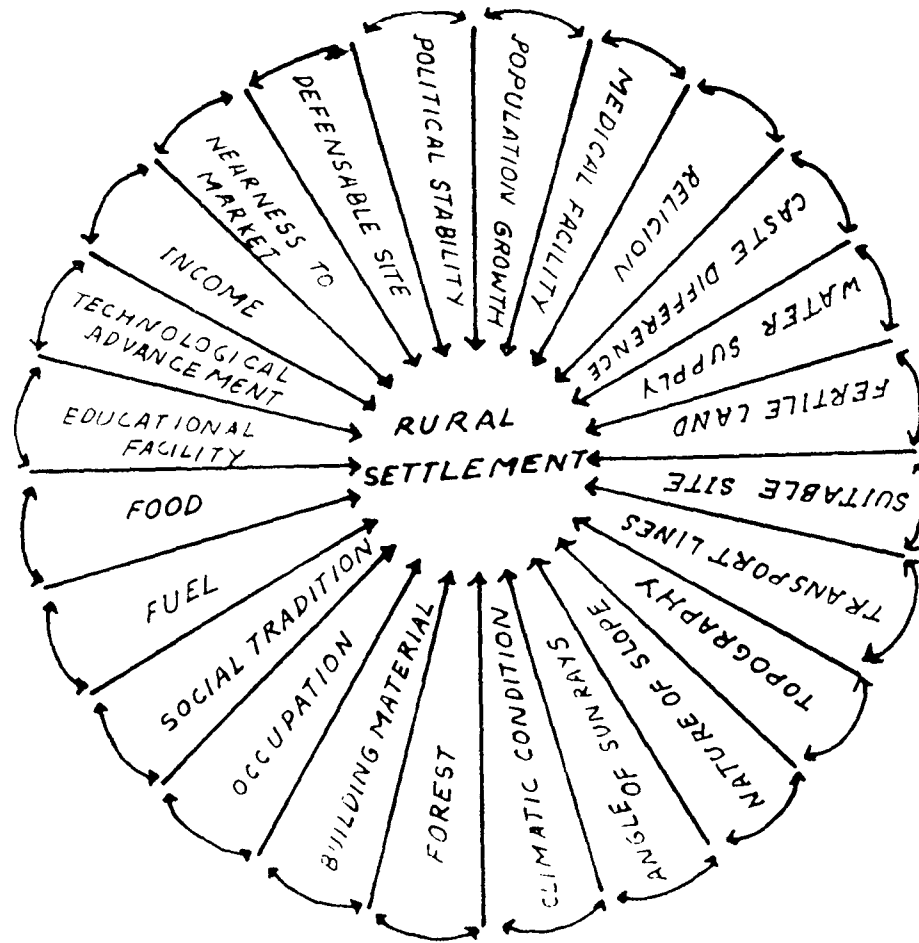 RURAL
SETTLEMENT
POPULATION GROWTH
MEDICAL FACILITY
RELIGION
CASTE DIFFERENCE
WATER SUPPLY
FERTILE LAND
SUITABLE SITE
TRANSPORT LINES
TOPOGRAPHY
NATURE OF SLOPE
ANGLE OF SUNRAYS
CLIMATIC CONDITION
FOREST
BUILDING MATERIAL
OCCUPATION
SOCIAL TRADITION
FUEL
FOOD
EDUCATIONAL
FACILITY
TECHNOLOGICAL
ADVANCEMENT
INCOME
NEARNESS TO
MARKET
DEFENSABLE SITE
POLITICAL STABILITY